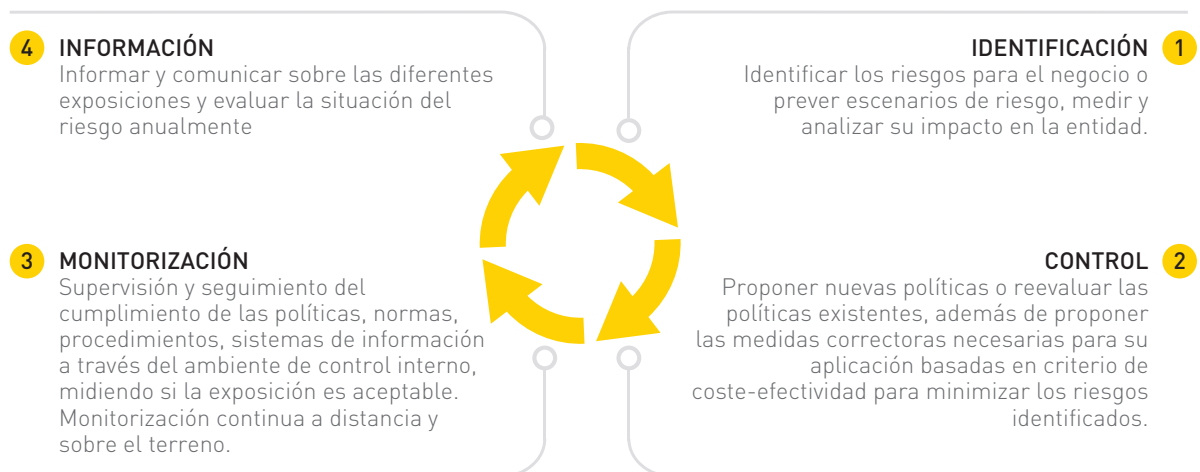 4 INFORMACIÓN
Informar y comunicar sobre las diferentes
exposiciones y evaluar la situación del
riesgo anualmente
IDENTIFICACIÓN 1
Identificar los riesgos para el negocio o
prever escenarios de riesgo, medir y
analizar su impacto en la entidad.
3 MONITORIZACIÓN
Supervisión y seguimiento del
cumplimiento de las políticas, normas,
procedimientos, sistemas de información
a través del ambiente de control interno,
midiendo si la exposición es aceptable.
Monitorización continua a distancia y
sobre el terreno.
CONTROL 2
Proponer nuevas políticas o reevaluar las
políticas existentes, además de proponer
las medidas correctoras necesarias para su
aplicación basadas en criterio de
coste-efectividad para minimizar los riesgos
identificados.